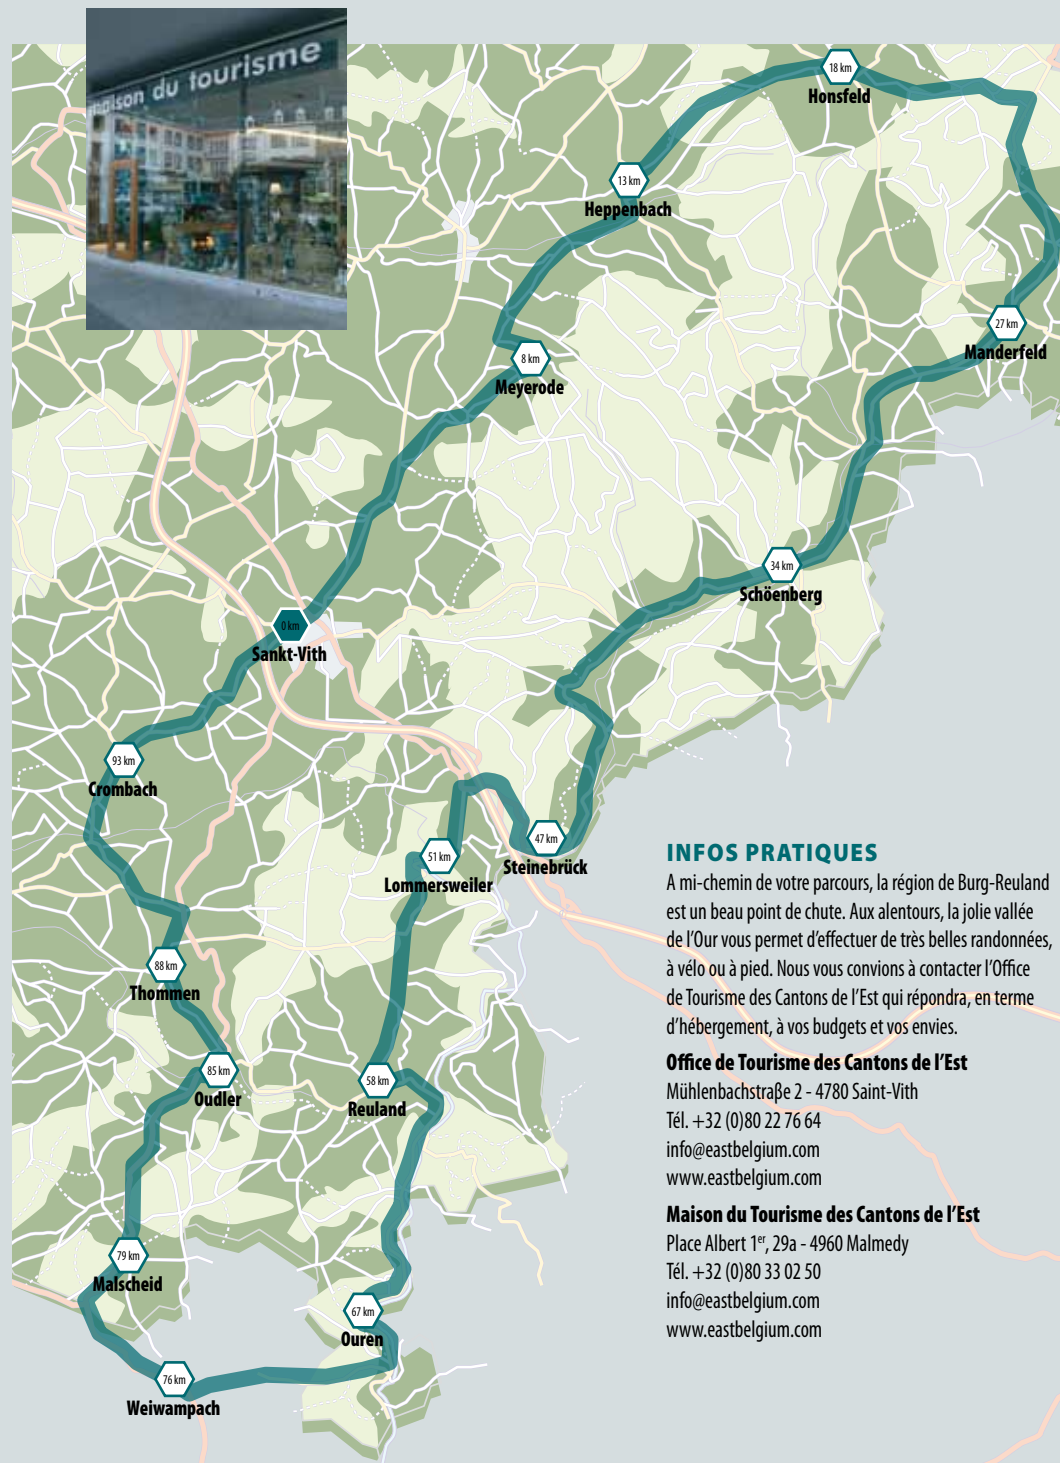 maison du tourisme
18 km
Honsfeld
13 km
Heppenbach
27 km
Manderfeld
8 km
Meyerode
34 km
Schöenberg
0 km
Sankt-Vith
93 km
Crombach
47 km
Steinebrück
51 km
Lommersweiler
88 km
Thommen
85 km
Oudler
58 km
Reuland
79 km
Malscheid
67 km
Ouren
76 km
Weiwampach
INFOS PRATIQUES
A mi-chemin de votre parcours, la région de Burg-Reuland
est un beau point de chute. Aux alentours, la jolie vallée
de l’Our vous permet d’effectuer de très belles randonnées,
à vélo ou à pied. Nous vous convions à contacter l’Office
de Tourisme des Cantons de l’Est qui répondra, en terme
d’hébergement, à vos budgets et vos envies.
Office de Tourisme des Cantons de l’Est
Mühlenbachstraße 2 - 4780 Saint-Vith
Tél. +32 (0)80 22 76 64
info@eastbelgium.com
www.eastbelgium.com
Maison du Tourisme des Cantons de l’Est
Place Albert 1er, 29a - 4960 Malmedy
Tél. +32 (0)80 33 02 50
info@eastbelgium.com
www.eastbelgium.com